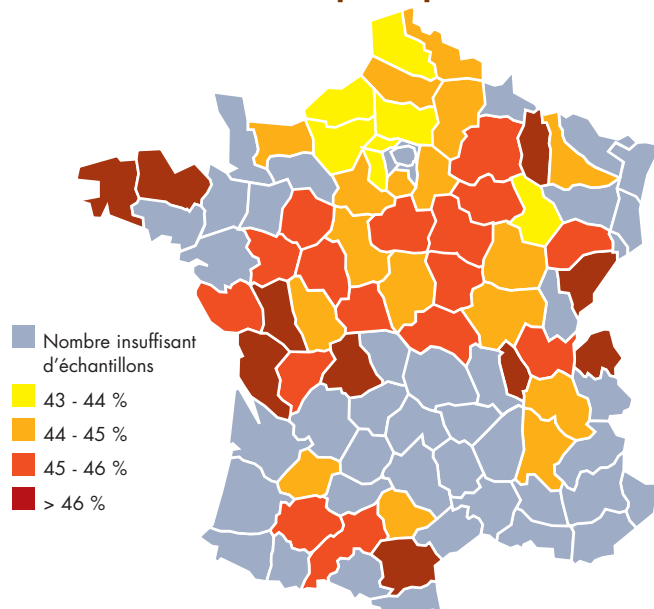 Nombre insuffisant
d'échantillons
43 - 44 %
44 - 45 %
45 - 46 %
> 46 %